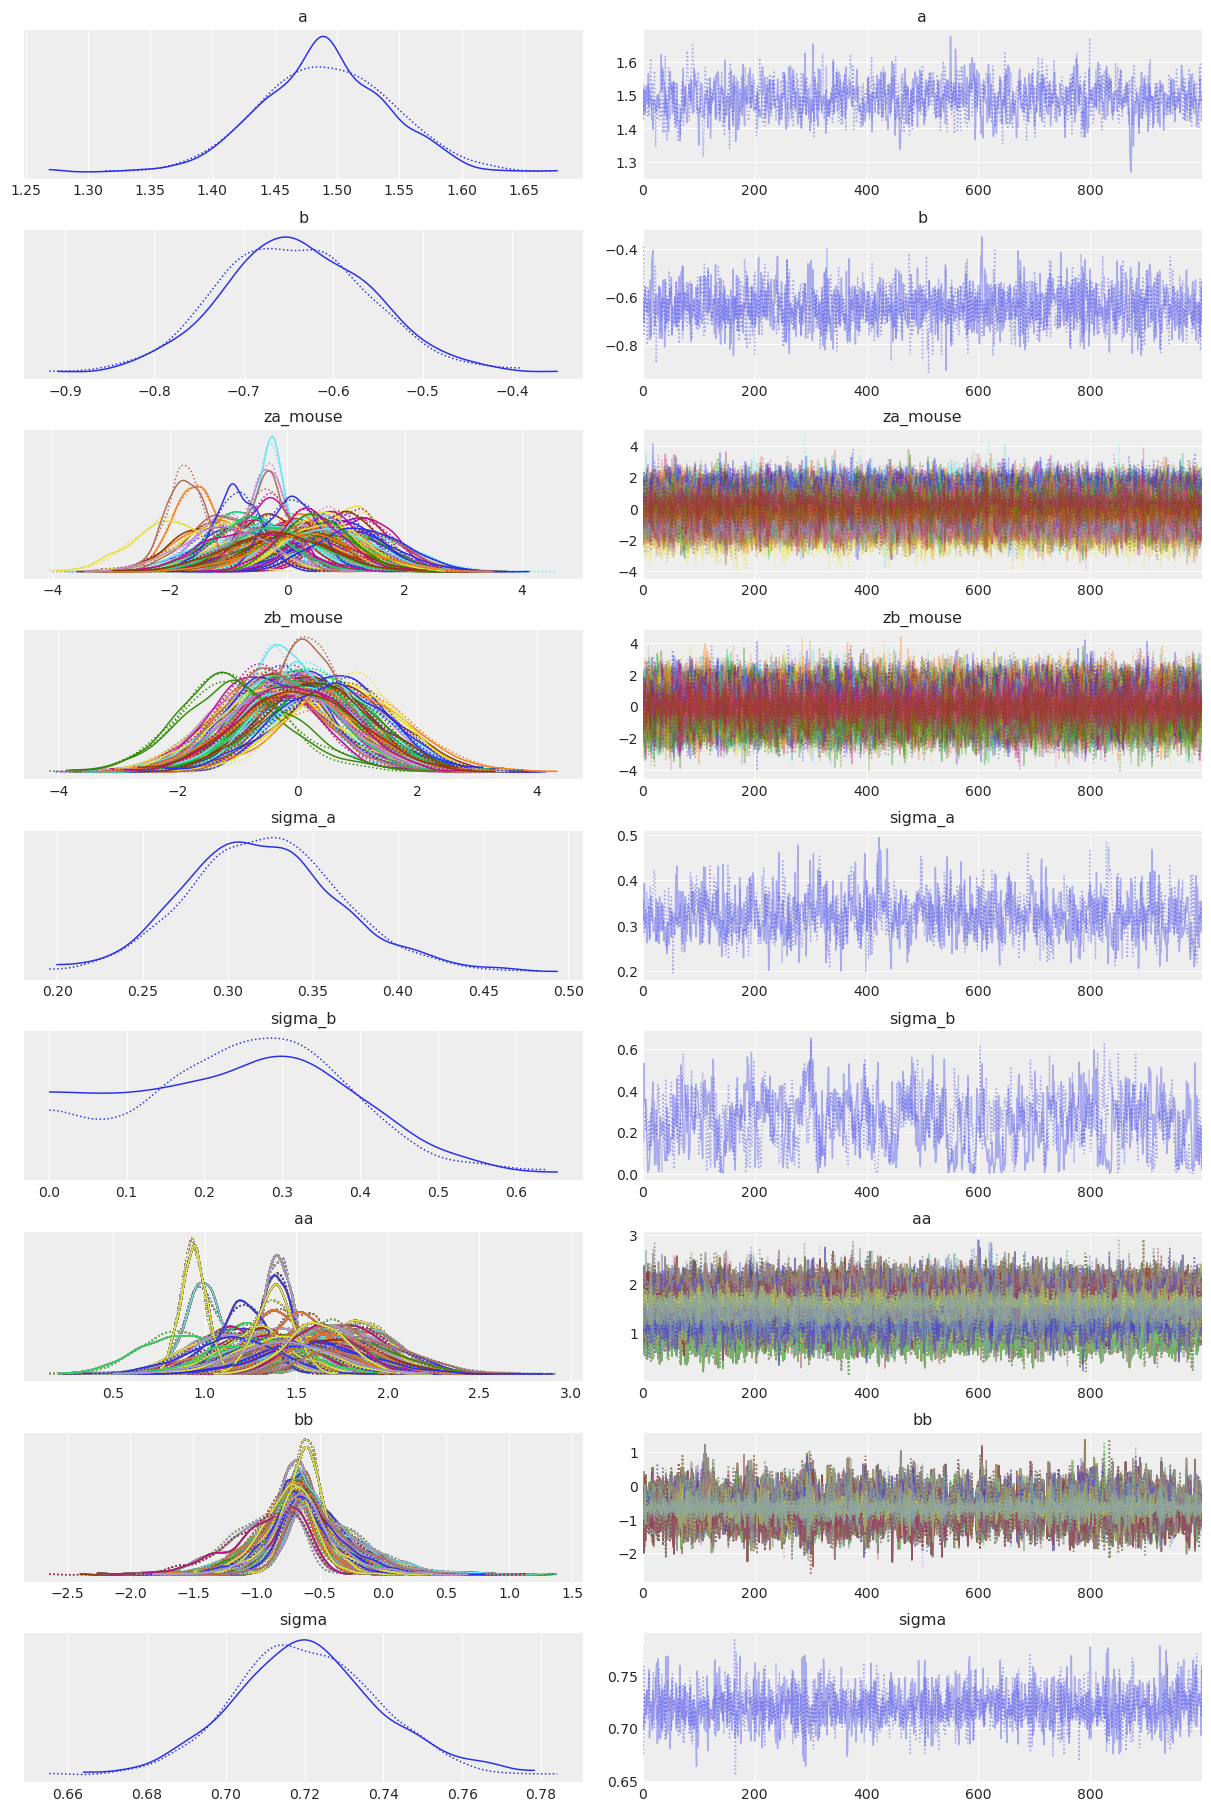 a a
1.6
1.5
1.4
1.3
1.25 1.30 1.35 1.40 1.45 1.50 1.55 1.60 1.65 0 200 400 600 800
b b
−0.4
−0.6
−0.8
−0.9 −0.8 −0.7 −0.6 −0.5 −0.4 0 200 400 600 800
za_mouse za_mouse
4
2
0
−2
−4
−4 −2 0 2 4 0 200 400 600 800
zb_mouse zb_mouse
4
2
0
−2
−4
−4 −2 0 2 4 0 200 400 600 800
sigma_a sigma_a
0.5
0.4
0.3
0.2
0.20 0.25 0.30 0.35 0.40 0.45 0.50 0 200 400 600 800
sigma_b sigma_b
0.6
0.4
0.2
0.0
0.0 0.1 0.2 0.3 0.4 0.5 0.6 0 200 400 600 800
aa aa
3
2
1
0.5 1.0 1.5 2.0 2.5 3.0 0 200 400 600 800
bb bb
1
0
−1
−2
−2.5 −2.0 −1.5 −1.0 −0.5 0.0 0.5 1.0 1.5 0 200 400 600 800
sigma sigma
0.75
0.70
0.65
0.66 0.68 0.70 0.72 0.74 0.76 0.78 0 200 400 600 800